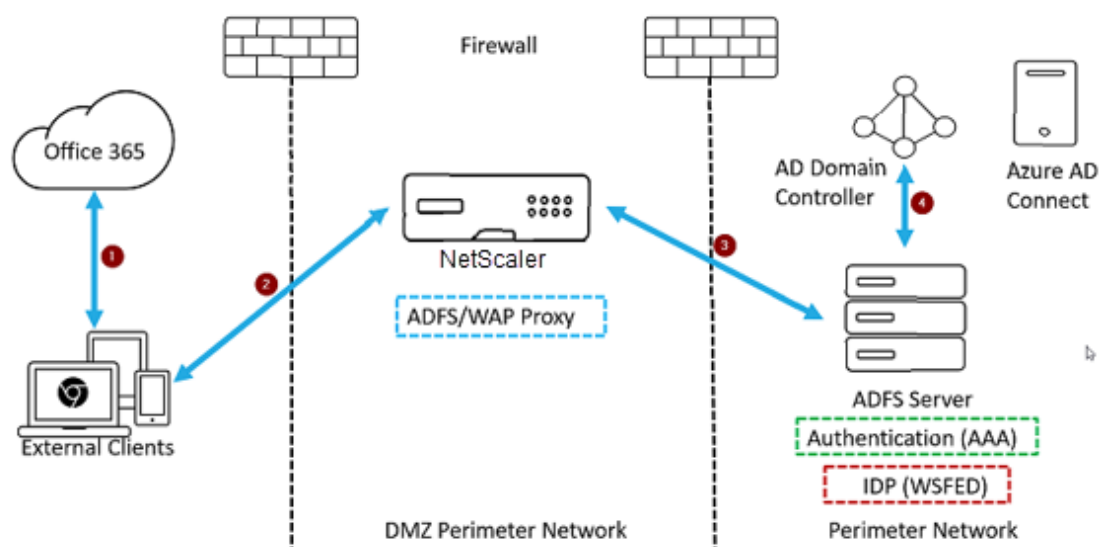 Firewall
Office 365
1
2
NetScaler
ADFS/WAP Proxy
3
AD Domain
Controller
4
Azure AD
Connect
External Clients
ADFS Server
Authentication (AAA)
IDP (WSFED)
DMZ Perimeter Network
Perimeter Network